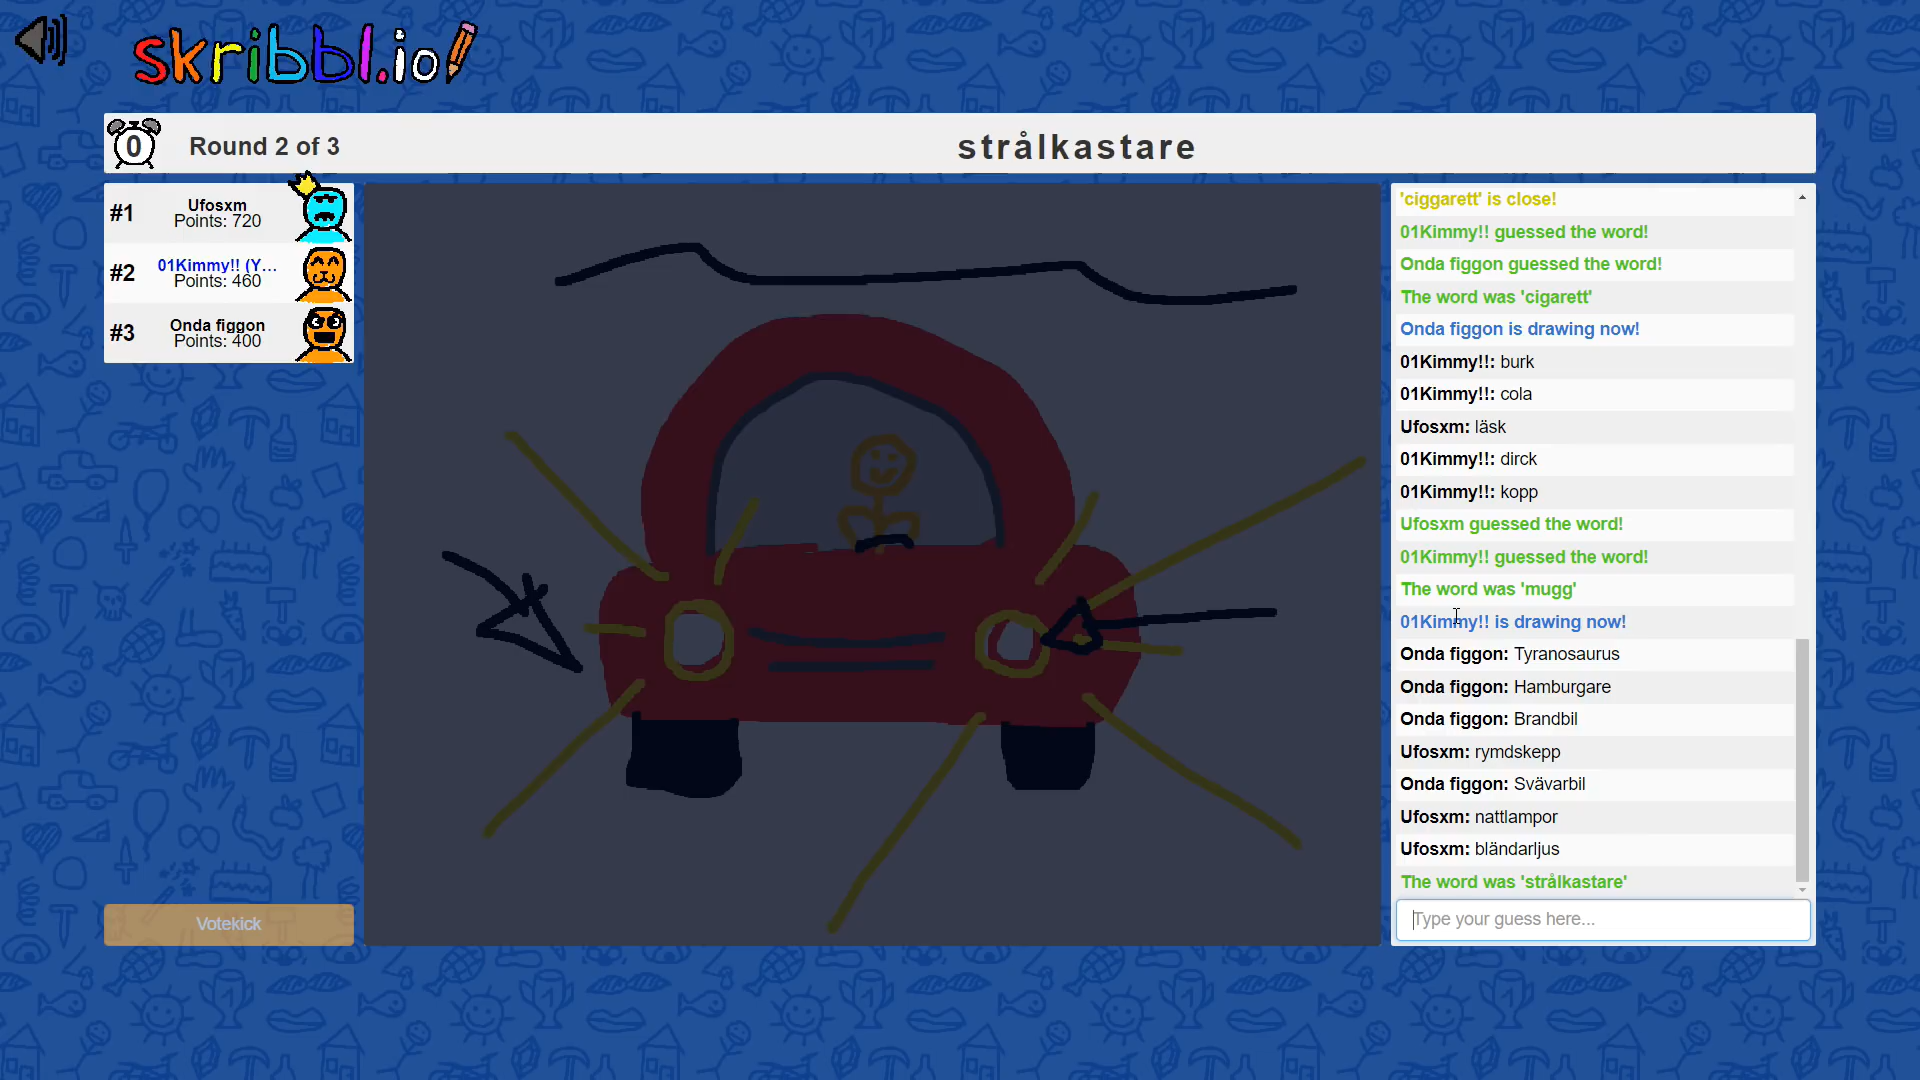 skribbl.io
0
Round 2 of 3
strålkastare
#1
Ufosxm
Points: 720
#2
01Kimmy!! (Y...
Points: 460
#3
Onda figgon
Points: 400
Votekick
'ciggarett' is close!
01Kimmy!! guessed the word!
Onda figgon guessed the word!
The word was 'cigarett'
Onda figgon is drawing now!
01Kimmy!!: burk
01Kimmy!!: cola
Ufosxm: läsk
01Kimmy!!: dirck
01Kimmy!!: kopp
Ufosxm guessed the word!
01Kimmy!! guessed the word!
The word was 'mugg'
01Kimmy!! is drawing now!
Onda figgon: Tyranosaurus
Onda figgon: Hamburgare
Onda figgon: Brandbil
Ufosxm: rymdskepp
Onda figgon: Svävarbil
Ufosxm: nattlampor
Ufosxm: bländarljus
The word was 'strålkastare'
Type your guess here...